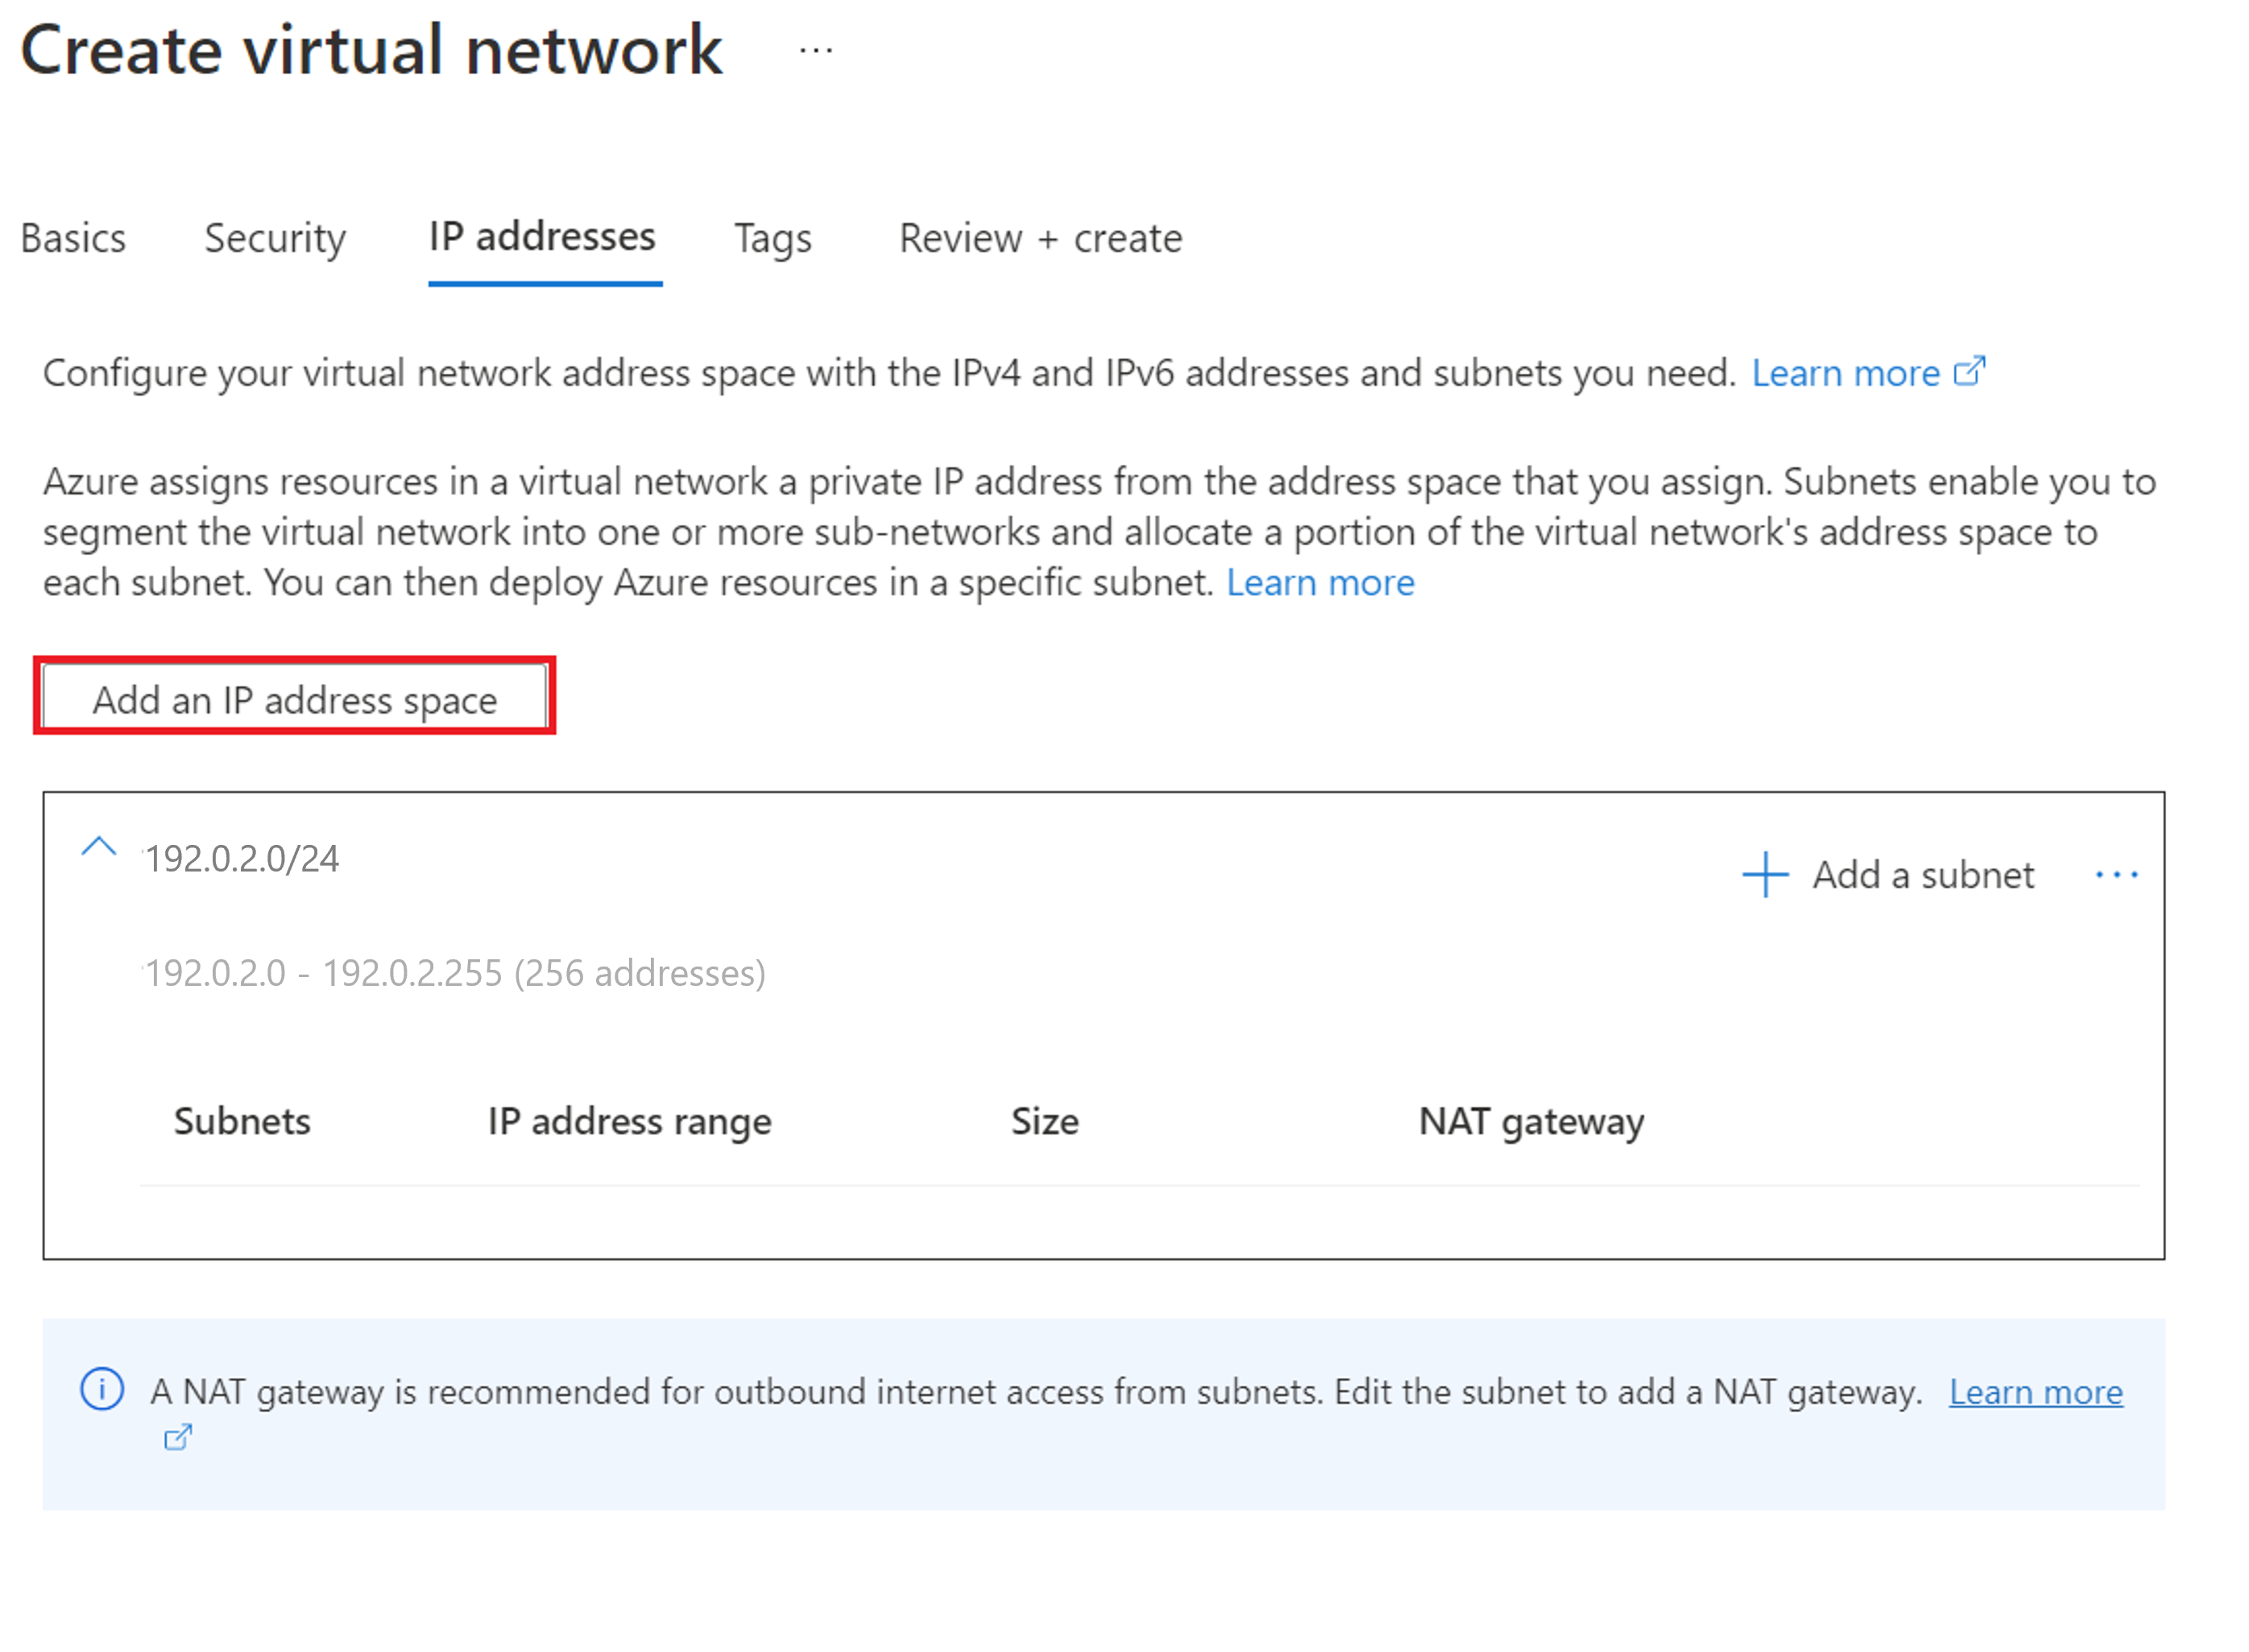 Create virtual network ...
Basics Security IP addresses Tags Review + create
Configure your virtual network address space with the IPv4 and IPv6 addresses and subnets you need. Learn more
Azure assigns resources in a virtual network a private IP address from the address space that you assign. Subnets enable you to
segment the virtual network into one or more sub-networks and allocate a portion of the virtual network's address space to
each subnet. You can then deploy Azure resources in a specific subnet. Learn more
Add an IP address space
192.0.2.0/24
Add a subnet ...
192.0.2.0 - 192.0.2.255 (256 addresses)
Subnets IP address range Size NAT gateway
A NAT gateway is recommended for outbound internet access from subnets. Edit the subnet to add a NAT gateway. Learn more